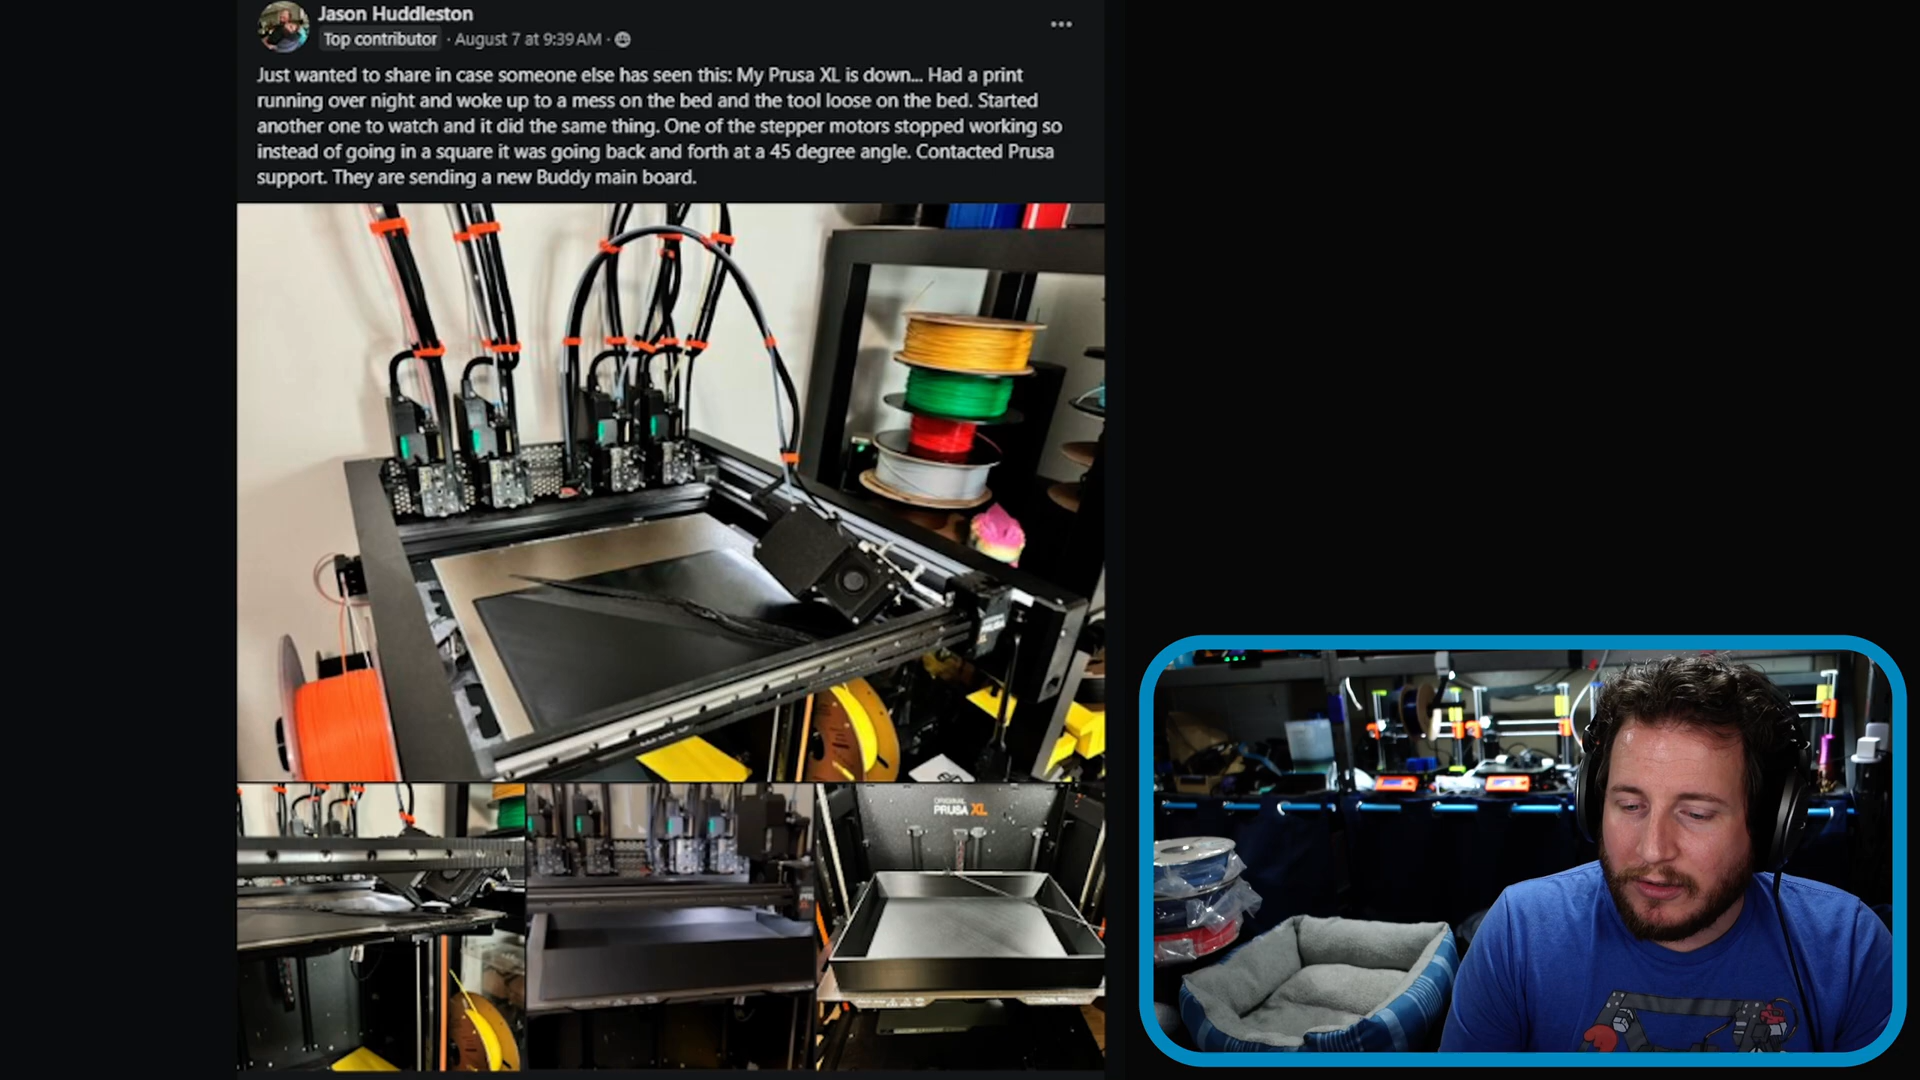 Jason Huddleston
Top contributor · August 7 at 9:39 AM ·
Just wanted to share in case someone else has seen this: My Prusa XL is down... Had a print
running over night and woke up to a mess on the bed and the tool loose on the bed. Started
another one to watch and it did the same thing. One of the stepper motors stopped working so
instead of going in a square it was going back and forth at a 45 degree angle. Contacted Prusa
support. They are sending a new Buddy main board.
ORIGINAL
PRUSA XL